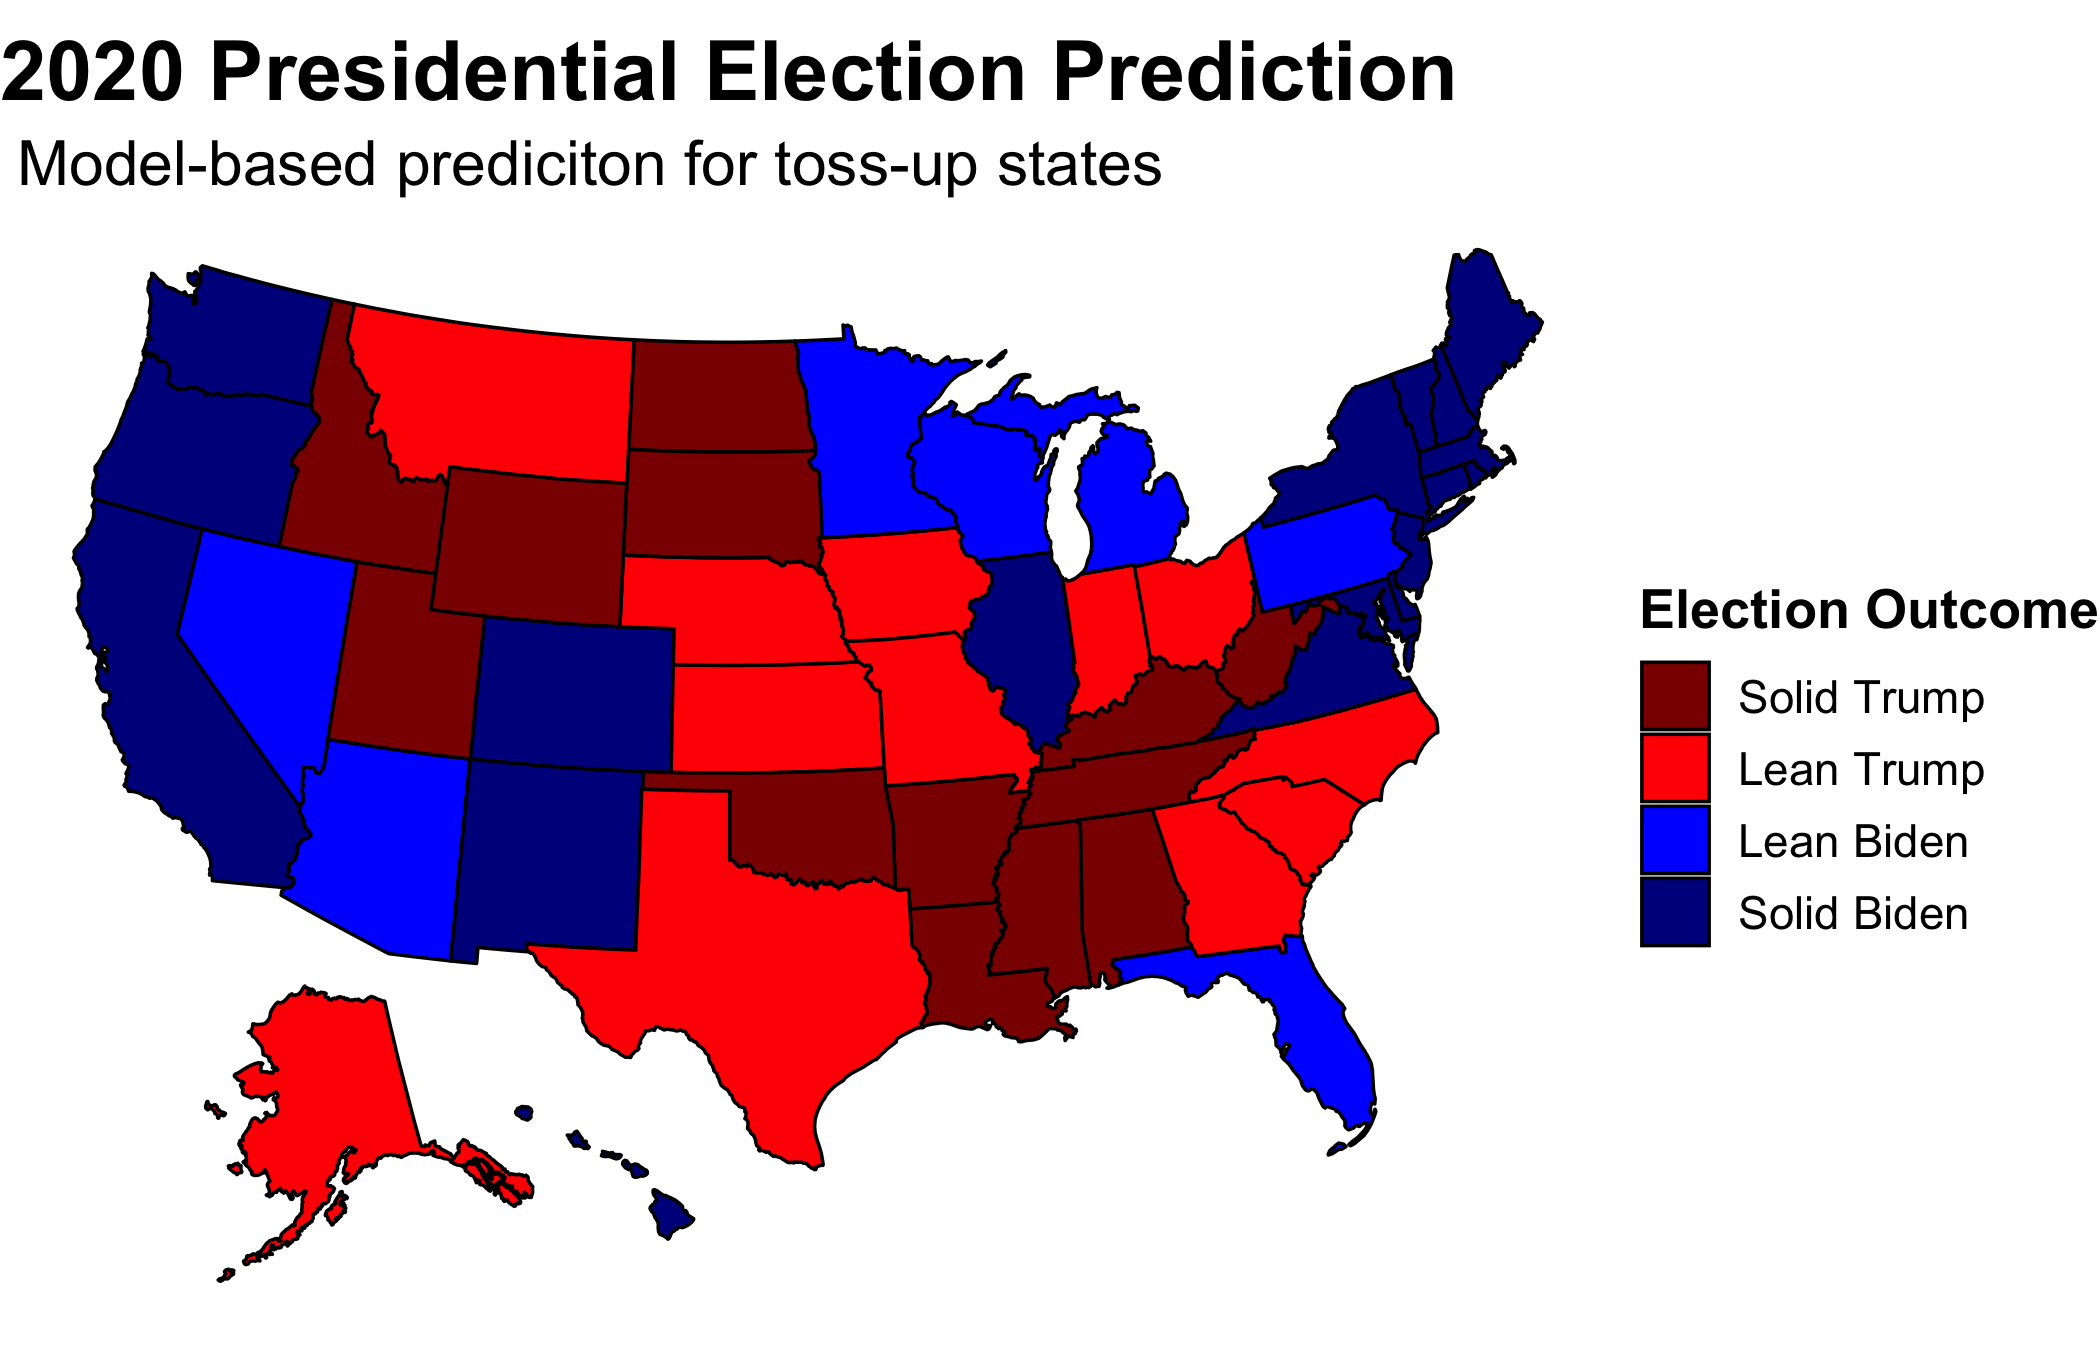 2020 Presidential Election Prediction
Model-based prediciton for toss-up states
Election Outcome
Solid Trump
Lean Trump
Lean Biden
Solid Biden